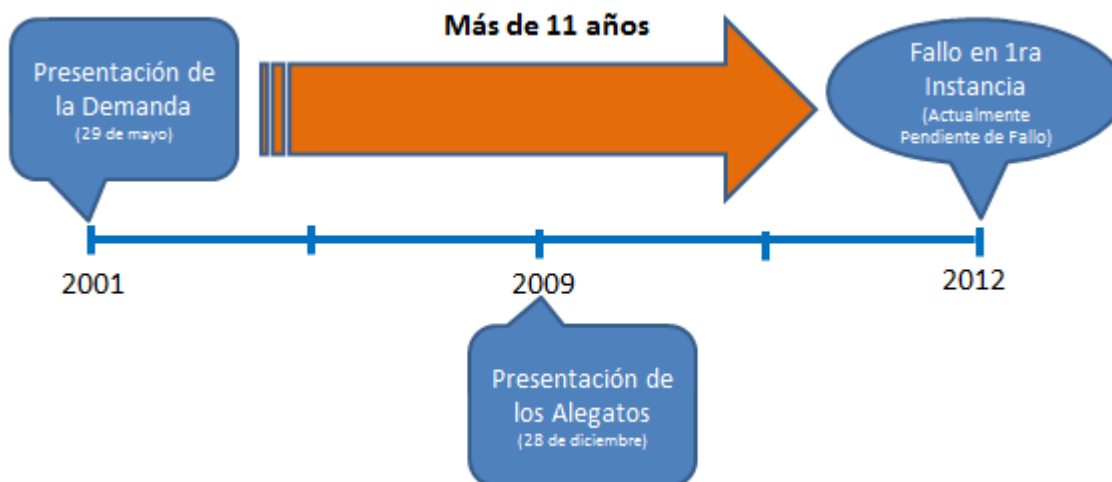 Más de 11 años
Presentación de
la Demanda
(29 de mayo)
Fallo en 1ra
Instancia
(Actualmente
Pendiente de Fallo)
2001
2009
2012
Presentación de
los Alegatos
(28 de diciembre)